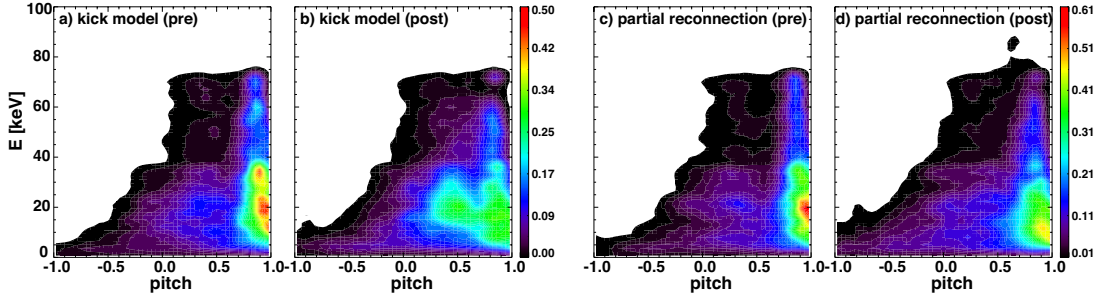 a) kick model (pre)
b) kick model (post)
c) partial reconnection (pre)
d) partial reconnection (post)
E [keV]
100
80
60
40
20
0
-1.0 -0.5 0.0 0.5 1.0
pitch
-1.0 -0.5 0.0 0.5 1.0
pitch
0.50
0.42
0.34
0.25
0.17
0.09
0.00
-1.0 -0.5 0.0 0.5 1.0
pitch
-1.0 -0.5 0.0 0.5 1.0
pitch
0.61
0.51
0.41
0.31
0.21
0.11
0.01